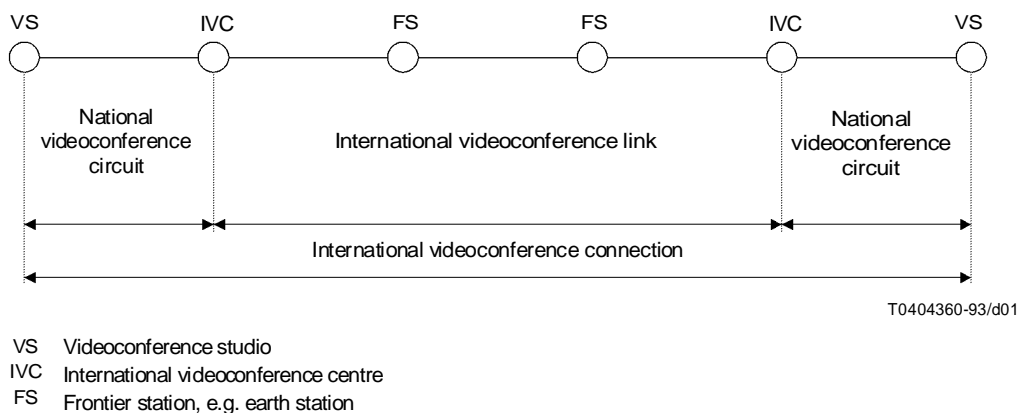 VS IVC FS FS IVC VS
National
videoconference
circuit
International videoconference link
National
videoconference
circuit
International videoconference connection
T0404360-93/d01
VS Videoconference studio
IVC International videoconference centre
FS Frontier station, e.g. earth station